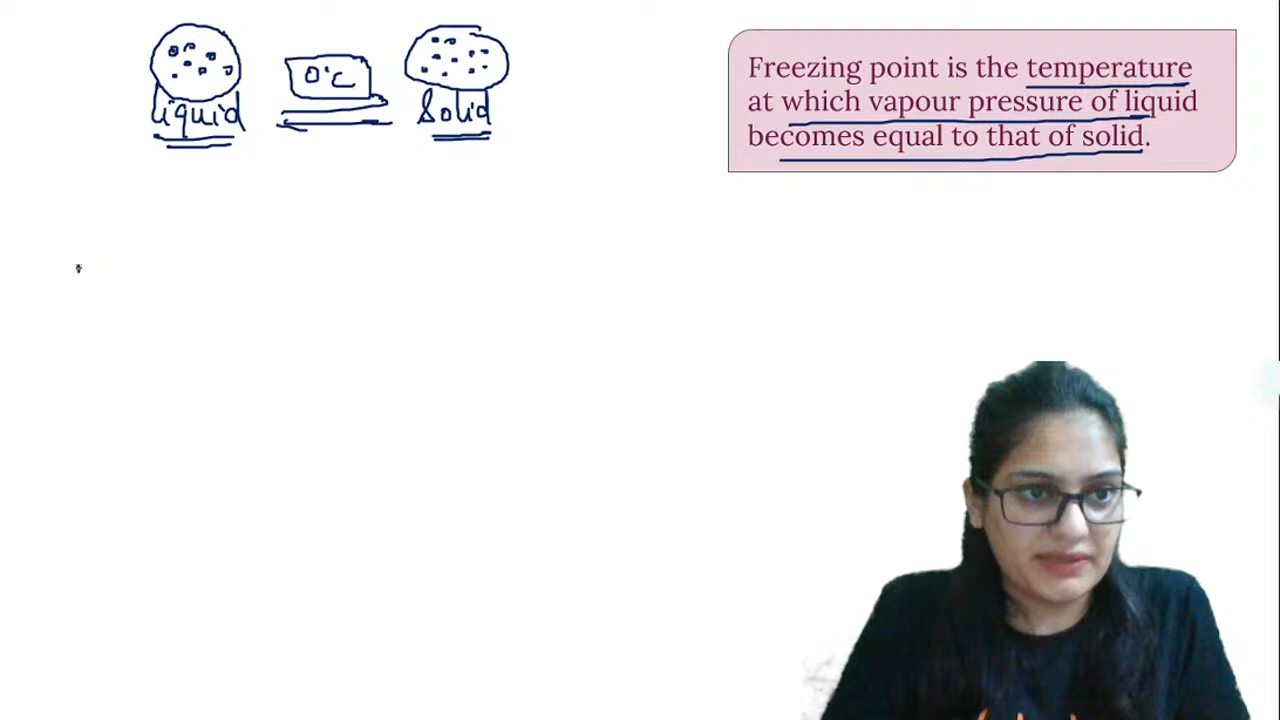 liquid 0°C Solid
Freezing point is the temperature
at which vapour pressure of liquid
becomes equal to that of solid.